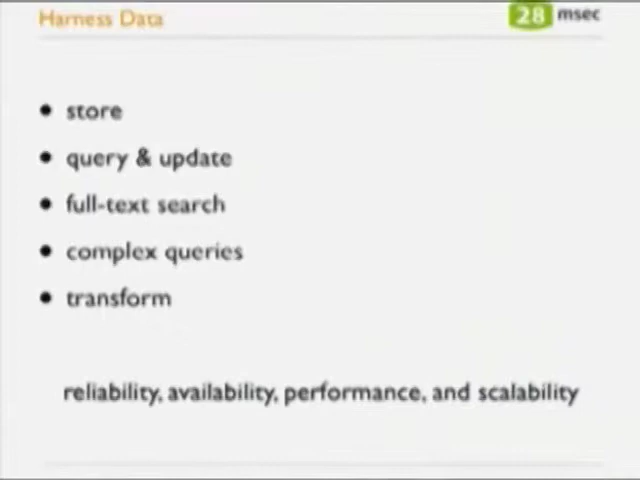 Harness Data
28 msec
• store
• query & update
• full-text search
• complex queries
• transform
reliability, availability, performance, and scalability